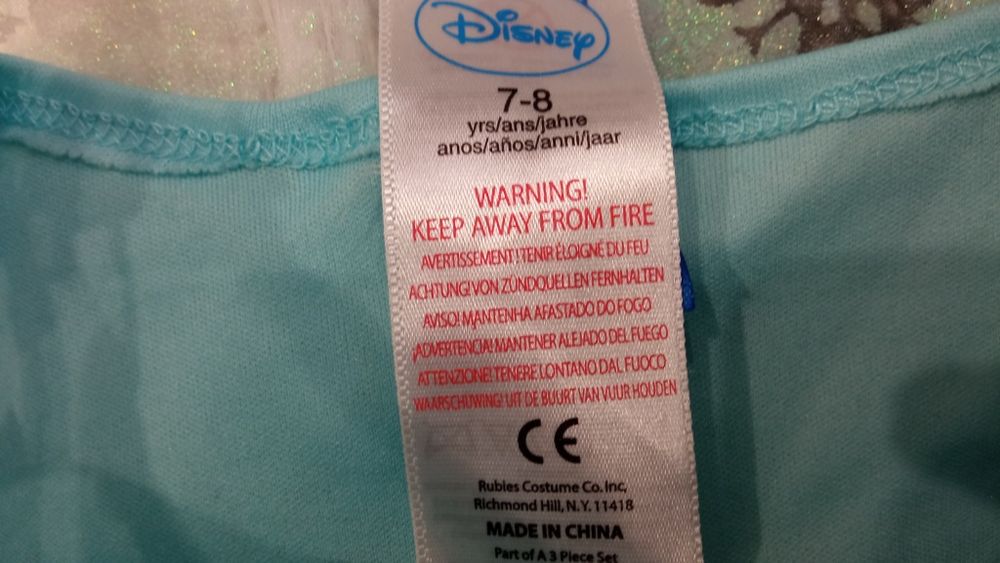 Disney
7-8
yrs/ans/jahre
anos/años/anni/jaar
WARNING!
KEEP AWAY FROM FIRE
AVERTISSEMENT! TENIR ÉLOIGNÉ DU FEU
ACHTUNG! VON ZÜNDQUELLEN FERNHALTEN
AVISO! MANTENHA AFASTADO DO FOGO
¡ADVERTENCIA! MANTENER ALEJADO DEL FUEGO
ATTENZIONE! TENERE LONTANO DAL FUOCO
WAARSCHUWING! UIT DE BUURT VAN VUUR HOUDEN
CE
Rubies Costume Co. Inc,
Richmond Hill, N.Y. 11418
MADE IN CHINA
Part of A 3 Piece Set